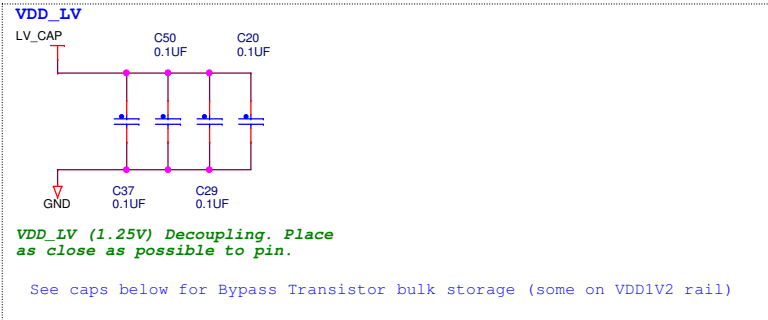 VDD_LV
LV_CAP
C50
0.1UF
C20
0.1UF
C37
0.1UF
C29
0.1UF
GND
VDD_LV (1.25V) Decoupling. Place
as close as possible to pin.
See caps below for Bypass Transistor bulk storage (some on VDD1V2 rail)